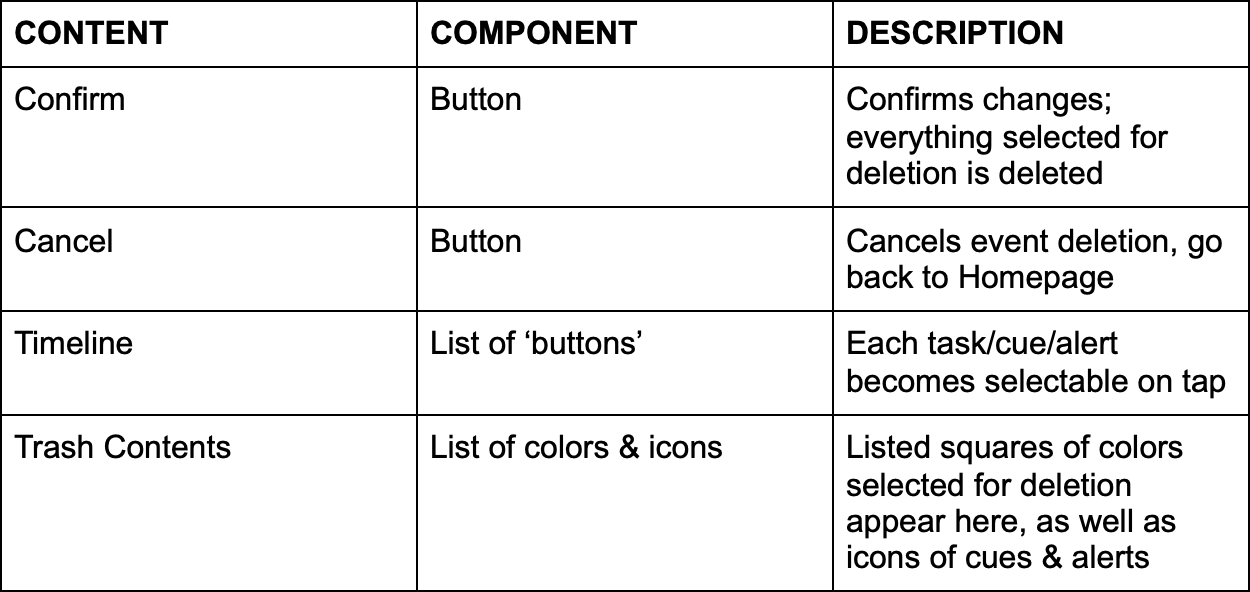 CONTENT COMPONENT DESCRIPTION
Confirm Button Confirms changes;
everything selected for
deletion is deleted
Cancel Button Cancels event deletion, go
back to Homepage
Timeline List of ‘buttons’ Each task/cue/alert
becomes selectable on tap
Trash Contents List of colors & icons Listed squares of colors
selected for deletion
appear here, as well as
icons of cues & alerts